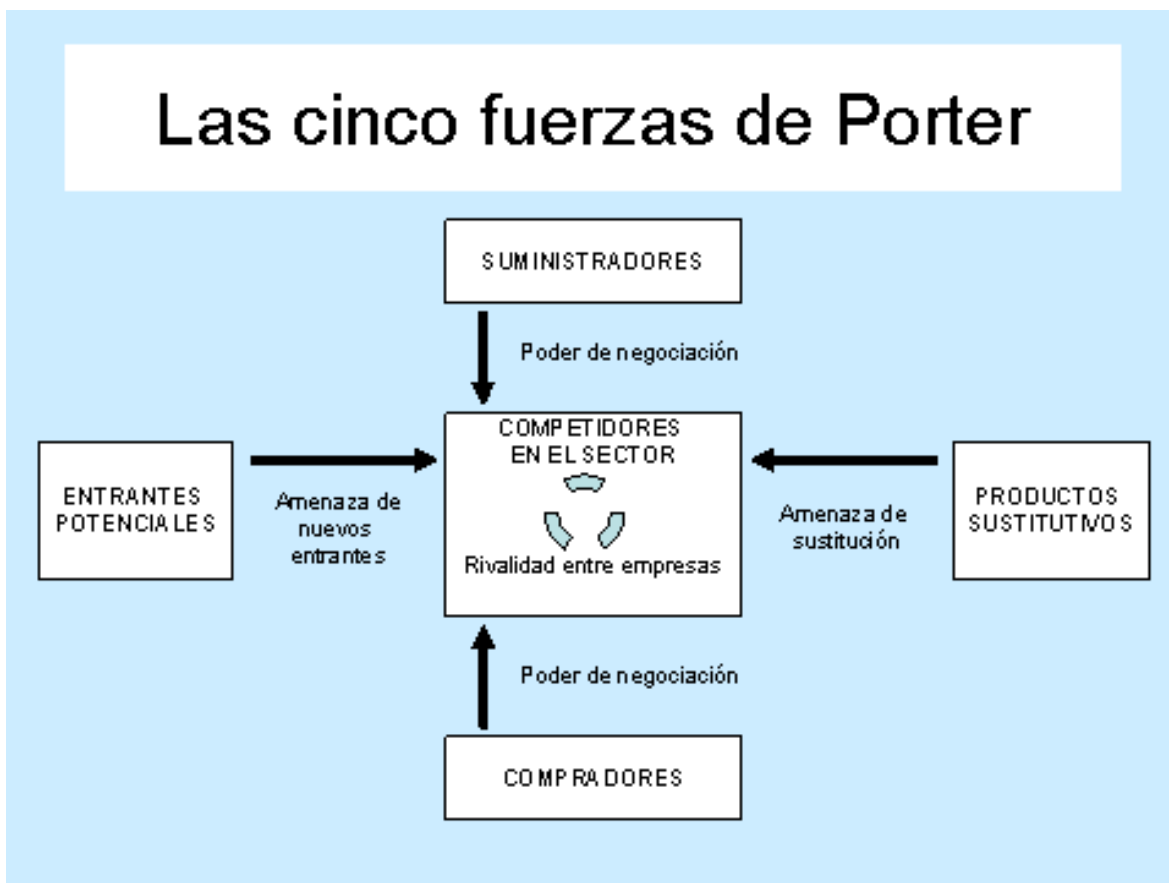 Las cinco fuerzas de Porter
SUMINISTRADORES
Poder de negociación
COMPETIDORES
EN EL SECTOR
Rivalidad entre empresas
ENTRANTES
POTENCIALES
Amenaza de
nuevos
entrantes
Amenaza de
sustitución
PRODUCTOS
SUSTITUTIVOS
Poder de negociación
COMPRADORES